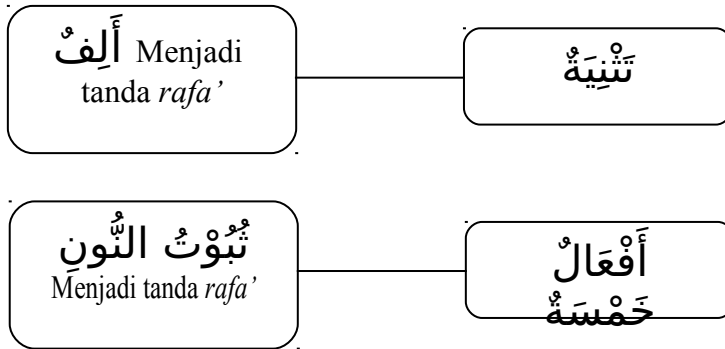 أَلِفٌ Menjadi
tanda rafa’
تَثْنِيَةٌ
ثُبُوْتُ النُّونِ
Menjadi tanda rafa’
أَفْعَالٌ
خَمْسَةٌ